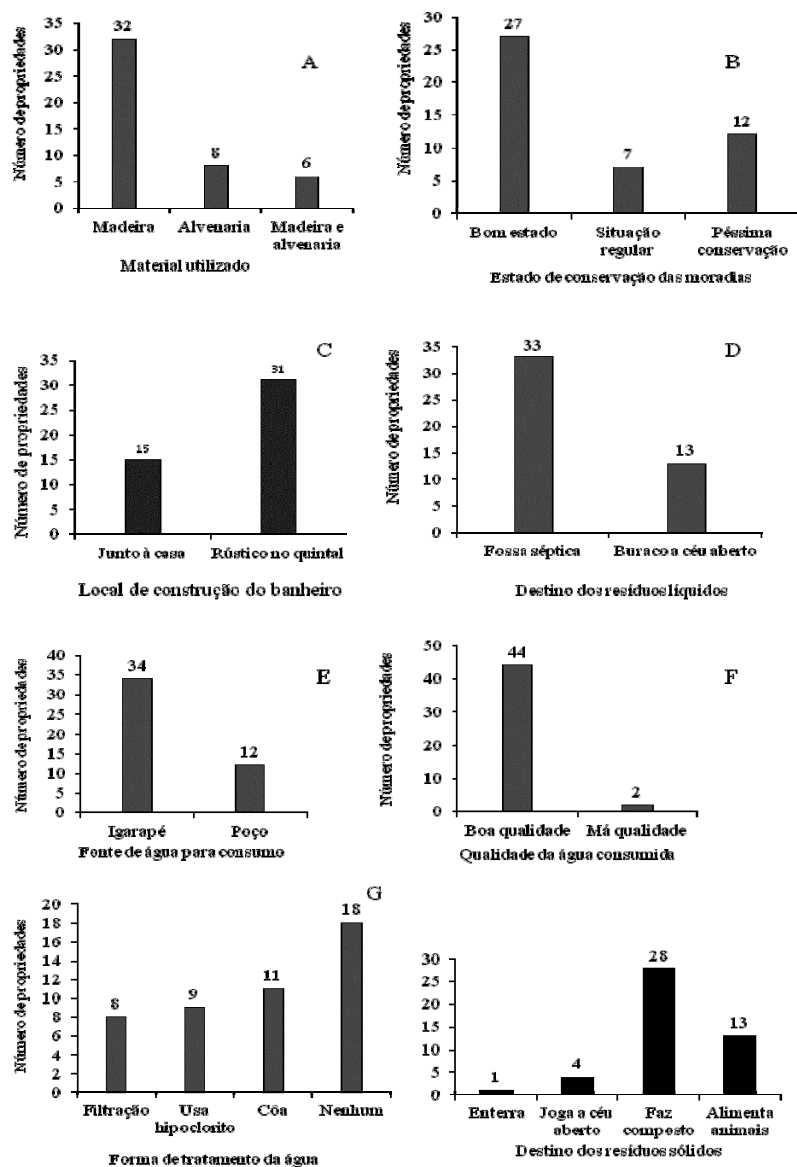 Número de propriedades
35
30
25
20
15
10
5
0
32
8
6
A
Madeira
Alvenaria
Madeira e
alvenaria
Material utilizado
Número de propriedades
30
25
20
15
10
5
0
27
7
12
B
Bom estado
Situação
regular
Péssima
conservação
Estado de conservação das moradias
Número de propriedades
35
30
25
20
15
10
5
0
15
31
C
Junto à casa
Rústico no quintal
Local de construção do banheiro
Número de propriedades
35
30
25
20
15
10
5
0
33
13
D
Fossa séptica
Buraco a céu aberto
Destino dos resíduos líquidos
Número de propriedades
40
35
30
25
20
15
10
5
0
34
12
E
Igarapé
Poço
Fonte de água para consumo
Número de propriedades
50
40
30
20
10
0
44
2
F
Boa qualidade
Má qualidade
Qualidade da água consumida
Número de propriedades
20
18
16
14
12
10
8
6
4
2
0
8
9
11
18
G
Filtração
Usa
hipoclorito
Côa
Nenhum
Forma de tratamento da água
30
25
20
15
10
5
0
1
4
28
13
Enterra
Joga a céu
aberto
Faz
composto
Alimenta
animais
Destino dos resíduos sólidos